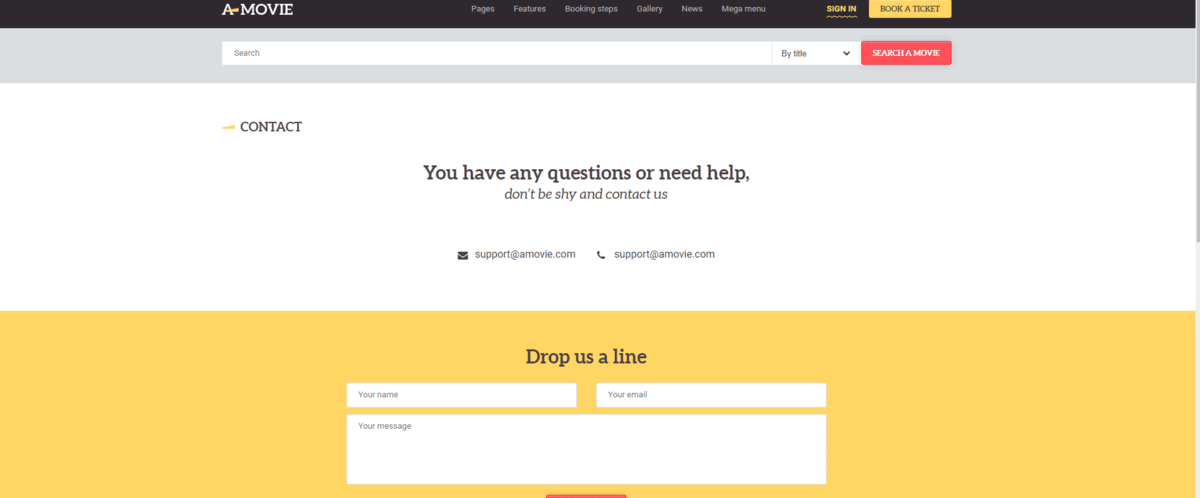 A MOVIE Pages Features Booking steps Gallery News Mega menu SIGN IN BOOK A TICKET
Search By title SEARCH A MOVIE
CONTACT
You have any questions or need help,
don't be shy and contact us
support@amovie.com support@amovie.com
Drop us a line
Your name Your email
Your message